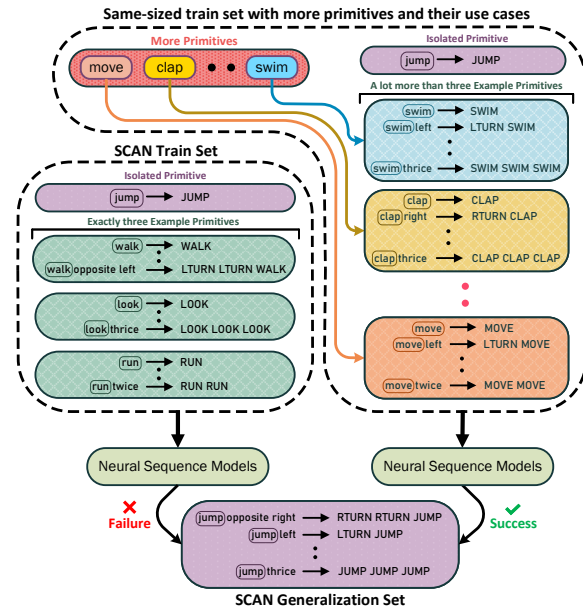 Same-sized train set with more primitives and their use cases
More Primitives
move clap swim
Isolated Primitive
jump JUMP
A lot more than three Example Primitives
swim SWIM
swim left LTURN SWIM
swim thrice SWIM SWIM SWIM
clap CLAP
clap right RTURN CLAP
clap thrice CLAP CLAP CLAP
move MOVE
move left LTURN MOVE
move twice MOVE MOVE
SCAN Train Set
Isolated Primitive
jump JUMP
Exactly three Example Primitives
walk WALK
walk opposite left LTURN LTURN WALK
look LOOK
look thrice LOOK LOOK LOOK
run RUN
run twice RUN RUN
Neural Sequence Models
Neural Sequence Models
Failure
Success
jump opposite right RTURN RTURN JUMP
jump left LTURN JUMP
jump thrice JUMP JUMP JUMP
SCAN Generalization Set